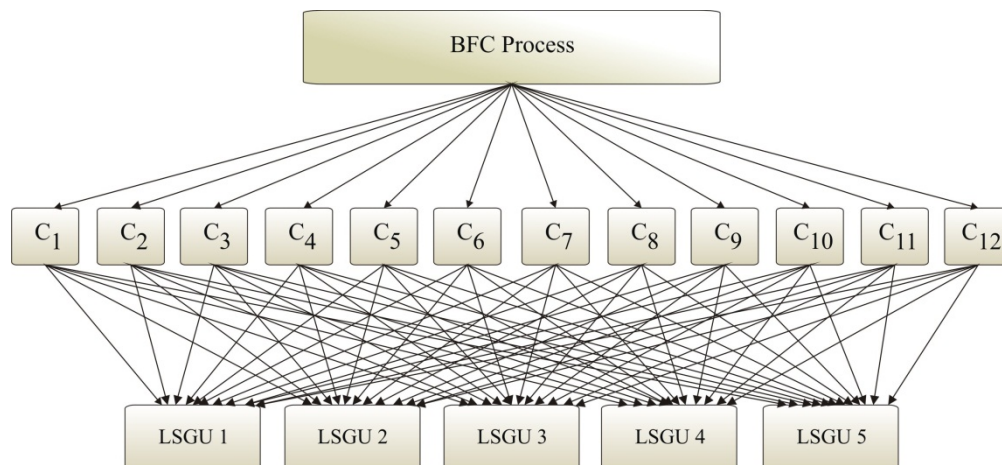 BFC Process
C1 C2 C3 C4 C5 C6 C7 C8 C9 C10 C11 C12
LSGU 1 LSGU 2 LSGU 3 LSGU 4 LSGU 5